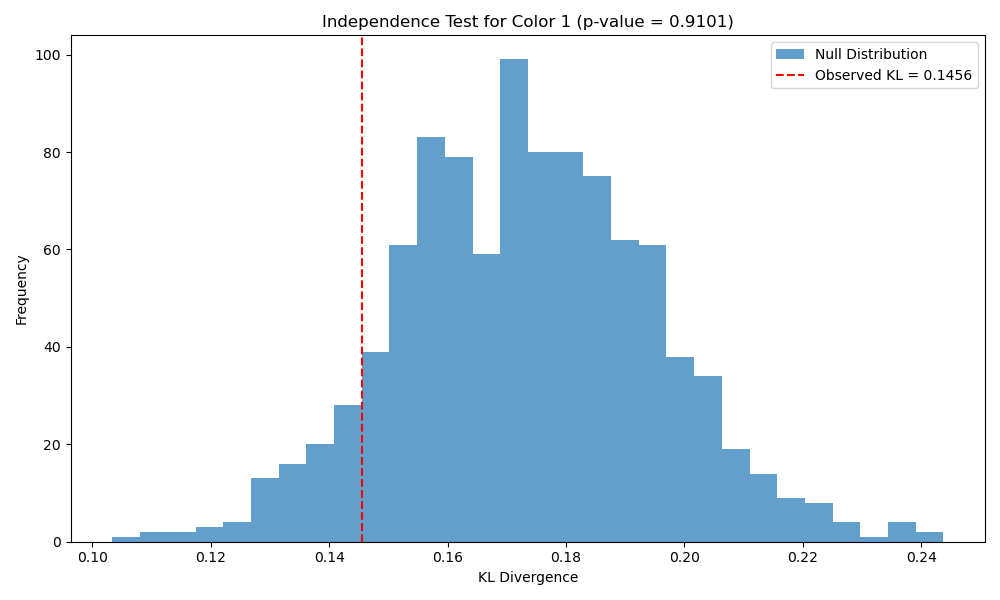 Independence Test for Color 1 (p-value = 0.9101)
Null Distribution
Observed KL = 0.1456
100
80
60
40
20
0
Frequency
0.10 0.12 0.14 0.16 0.18 0.20 0.22 0.24
KL Divergence